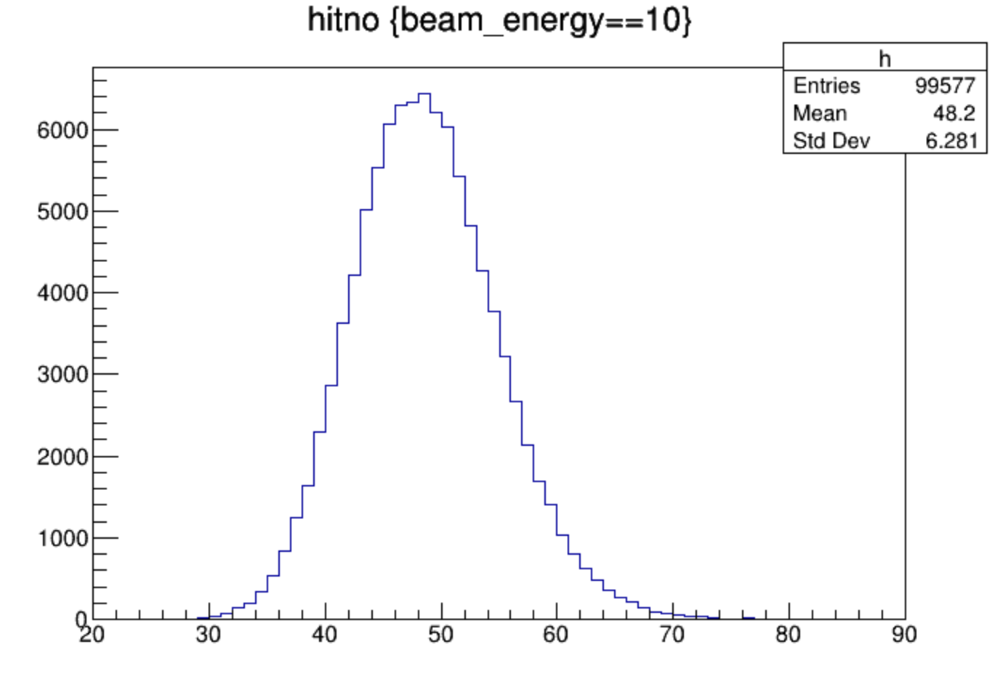 hitno {beam_energy==10}
h
Entries 99577
Mean 48.2
Std Dev 6.281
6000
5000
4000
3000
2000
1000
0
20 30 40 50 60 70 80 90